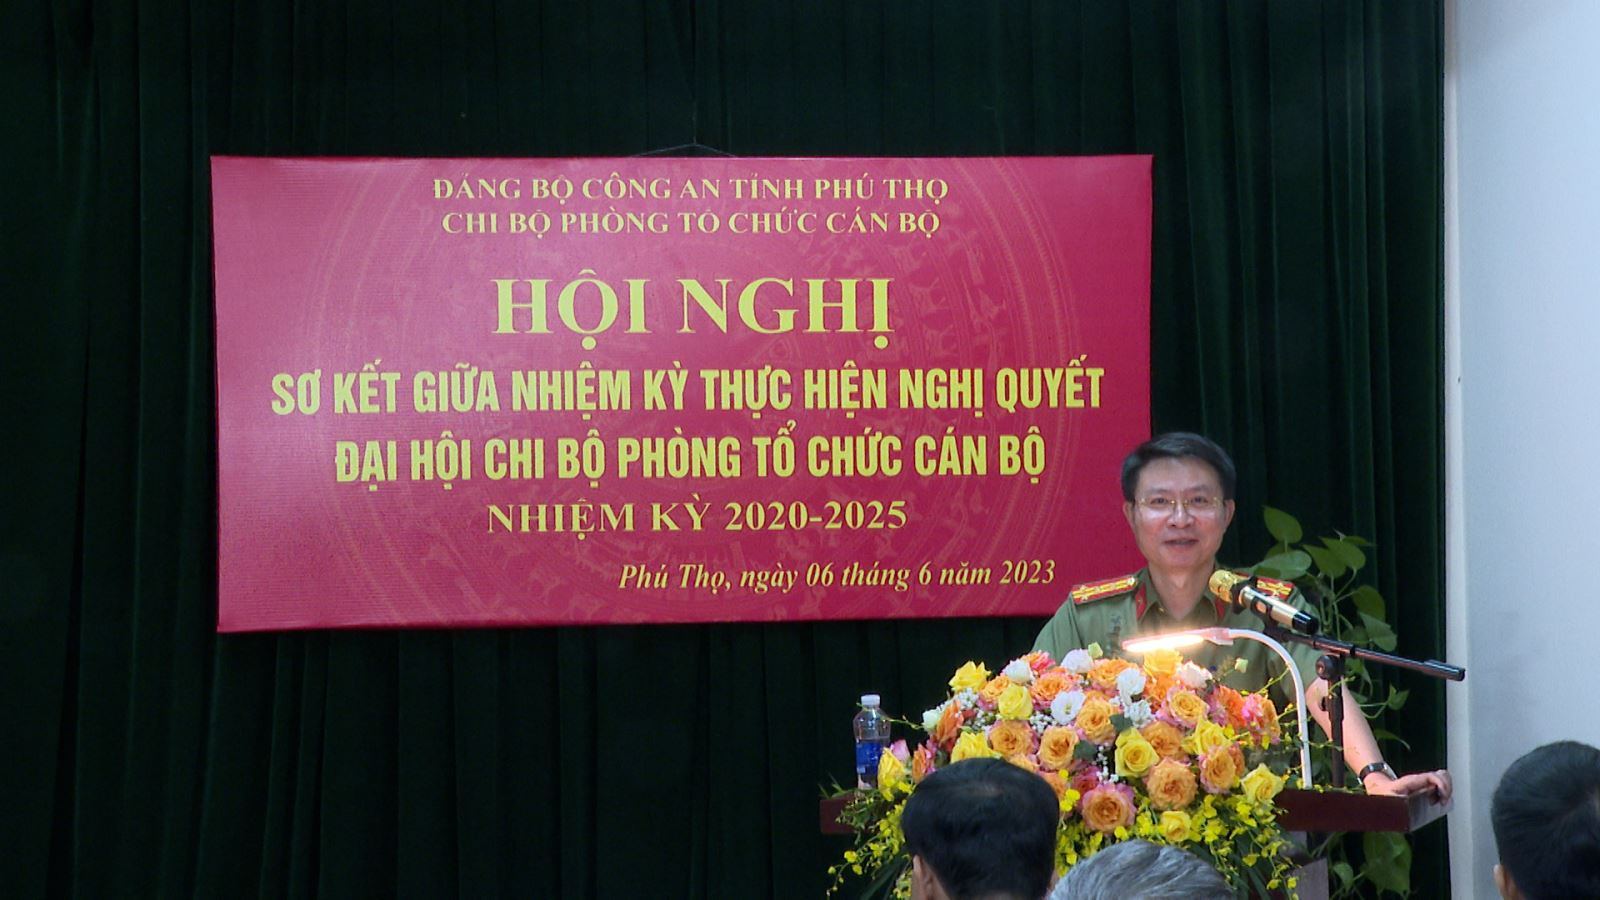 ĐẢNG BỘ CÔNG AN TỈNH PHÚ THỌ
CHI BỘ PHÒNG TỔ CHỨC CÁN BỘ
HỘI NGHỊ
SƠ KẾT GIỮA NHIỆM KỲ THỰC HIỆN NGHỊ QUYẾT
ĐẠI HỘI CHI BỘ PHÒNG TỔ CHỨC CÁN BỘ
NHIỆM KỲ 2020-2025
Phú Thọ, ngày 06 tháng 6 năm 2023